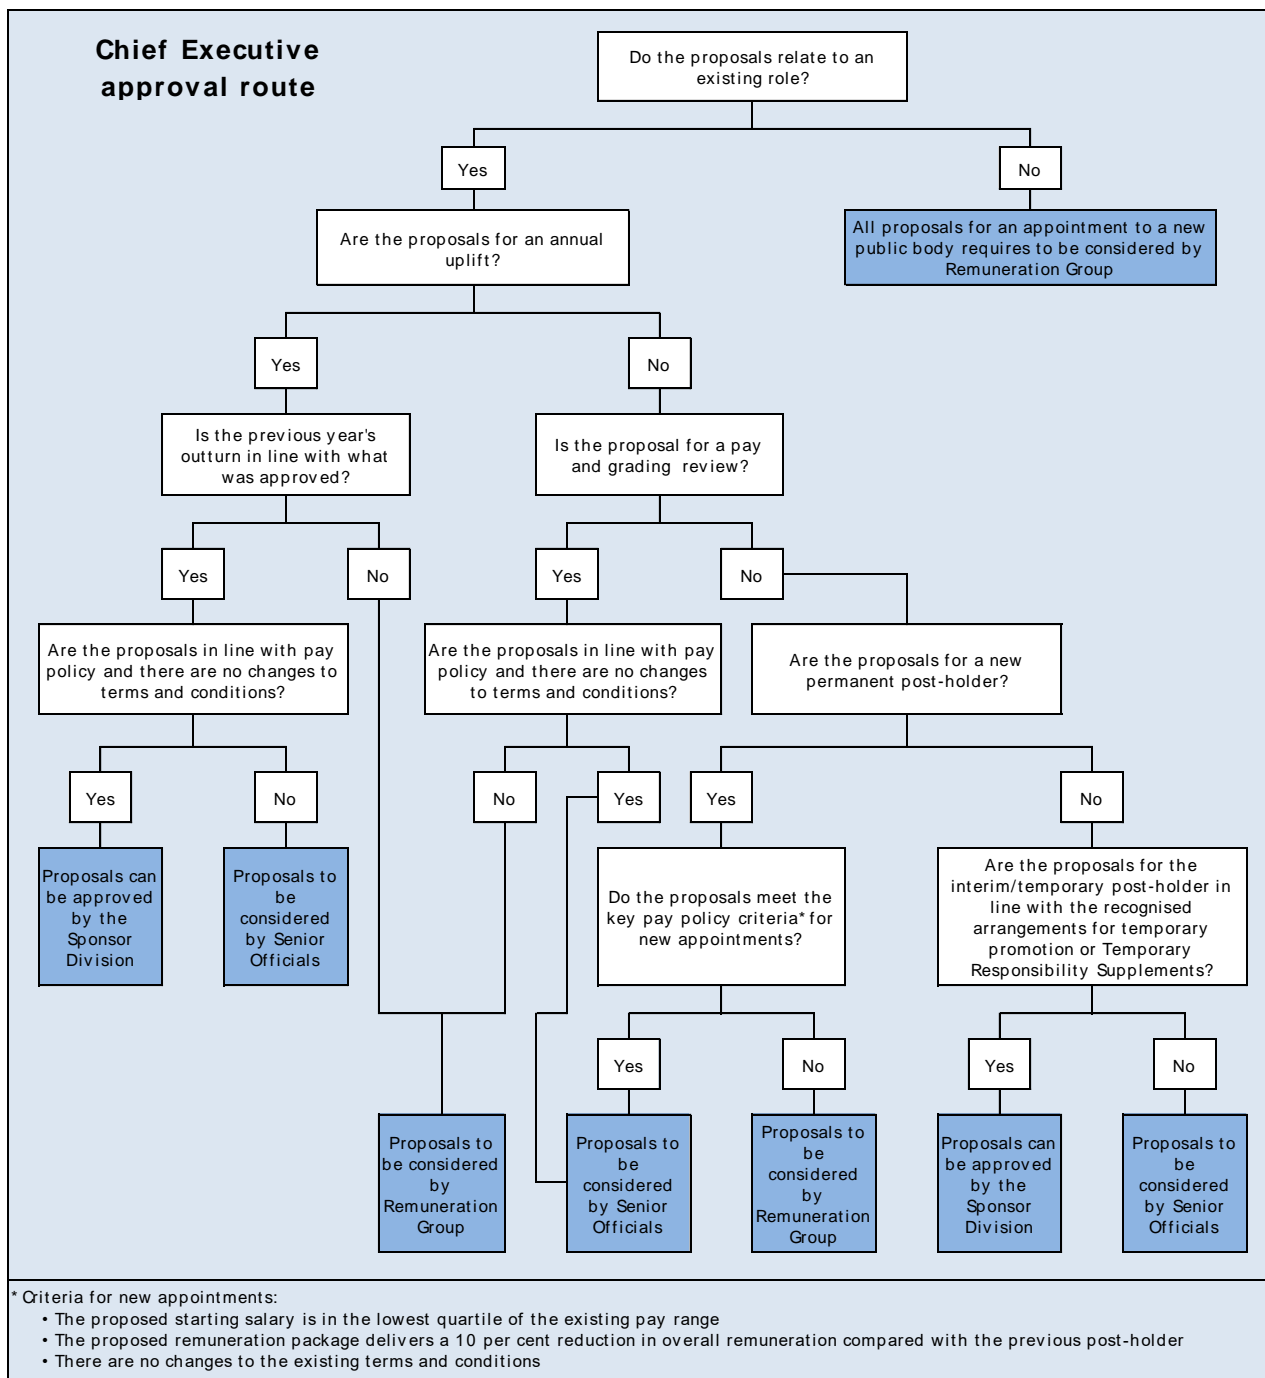 Chief Executive
approval route
Do the proposals relate to an
existing role?
Yes
No
Are the proposals for an annual
uplift?
All proposals for an appointment to a new
public body requires to be considered by
Remuneration Group
Yes
No
Is the previous year's
outturn in line with what
was approved?
Is the proposal for a pay
and grading review?
Yes
No
Yes
No
Are the proposals in line with pay
policy and there are no changes to
terms and conditions?
Are the proposals in line with pay
policy and there are no changes
to terms and conditions?
Are the proposals for a new
permanent post-holder?
Yes
No
No
Yes
Yes
No
Proposals can
be approved
by the
Sponsor
Division
Proposals to
be
considered
by Senior
Officials
Do the proposals meet the
key pay policy criteria* for
new appointments?
Are the proposals for the
interim/temporary post-holder in
line with the recognised
arrangements for temporary
promotion or Temporary
Responsibility Supplements?
Yes
No
Yes
No
Proposals to
be considered
by
Remuneration
Group
Proposals to
be
considered
by Senior
Officials
Proposals to
be
considered
by
Remuneration
Group
Proposals can
be approved
by the
Sponsor
Division
Proposals to
be
considered
by Senior
Officials
* Criteria for new appointments:
• The proposed starting salary is in the lowest quartile of the existing pay range
• The proposed remuneration package delivers a 10 per cent reduction in overall remuneration compared with the previous post-holder
• There are no changes to the existing terms and conditions